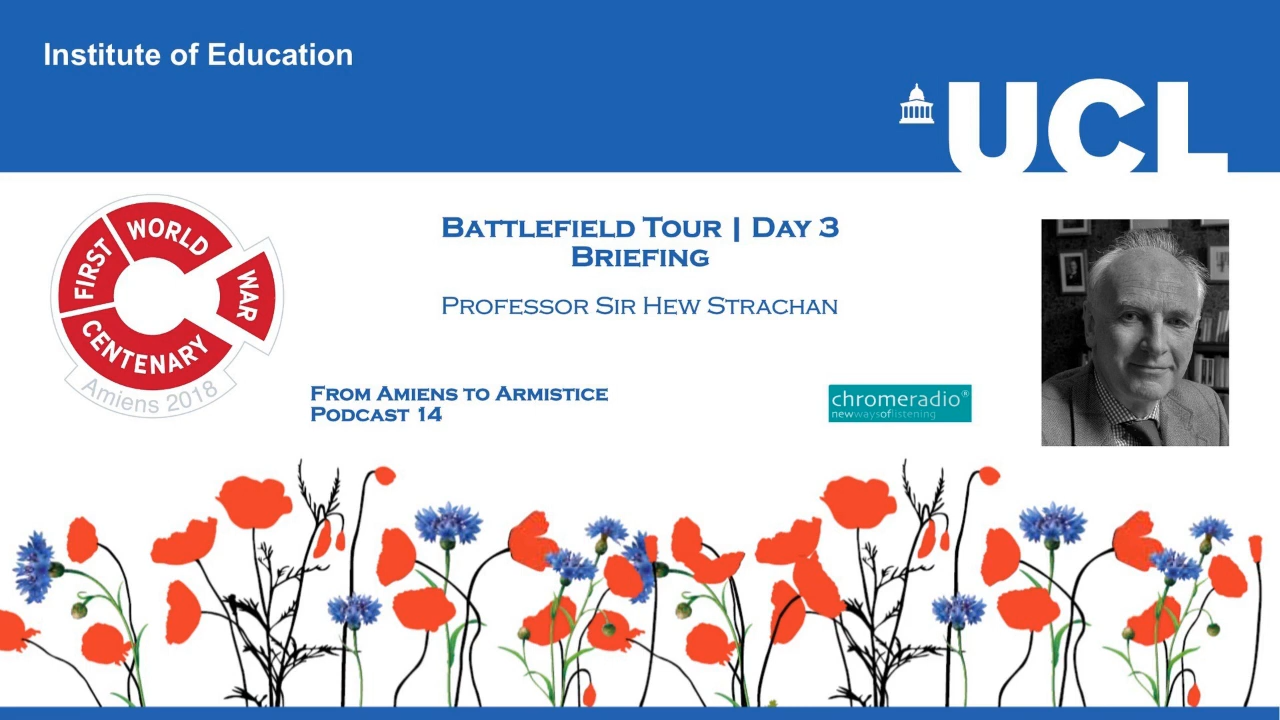 Institute of Education
UCL
FIRST WORLD WAR CENTENARY
Amiens 2018
BATTLEFIELD TOUR | DAY 3
BRIEFING
PROFESSOR SIR HEW STRACHAN
FROM AMIENS TO ARMISTICE
PODCAST 14
chromeradio®
newwaysoflistening